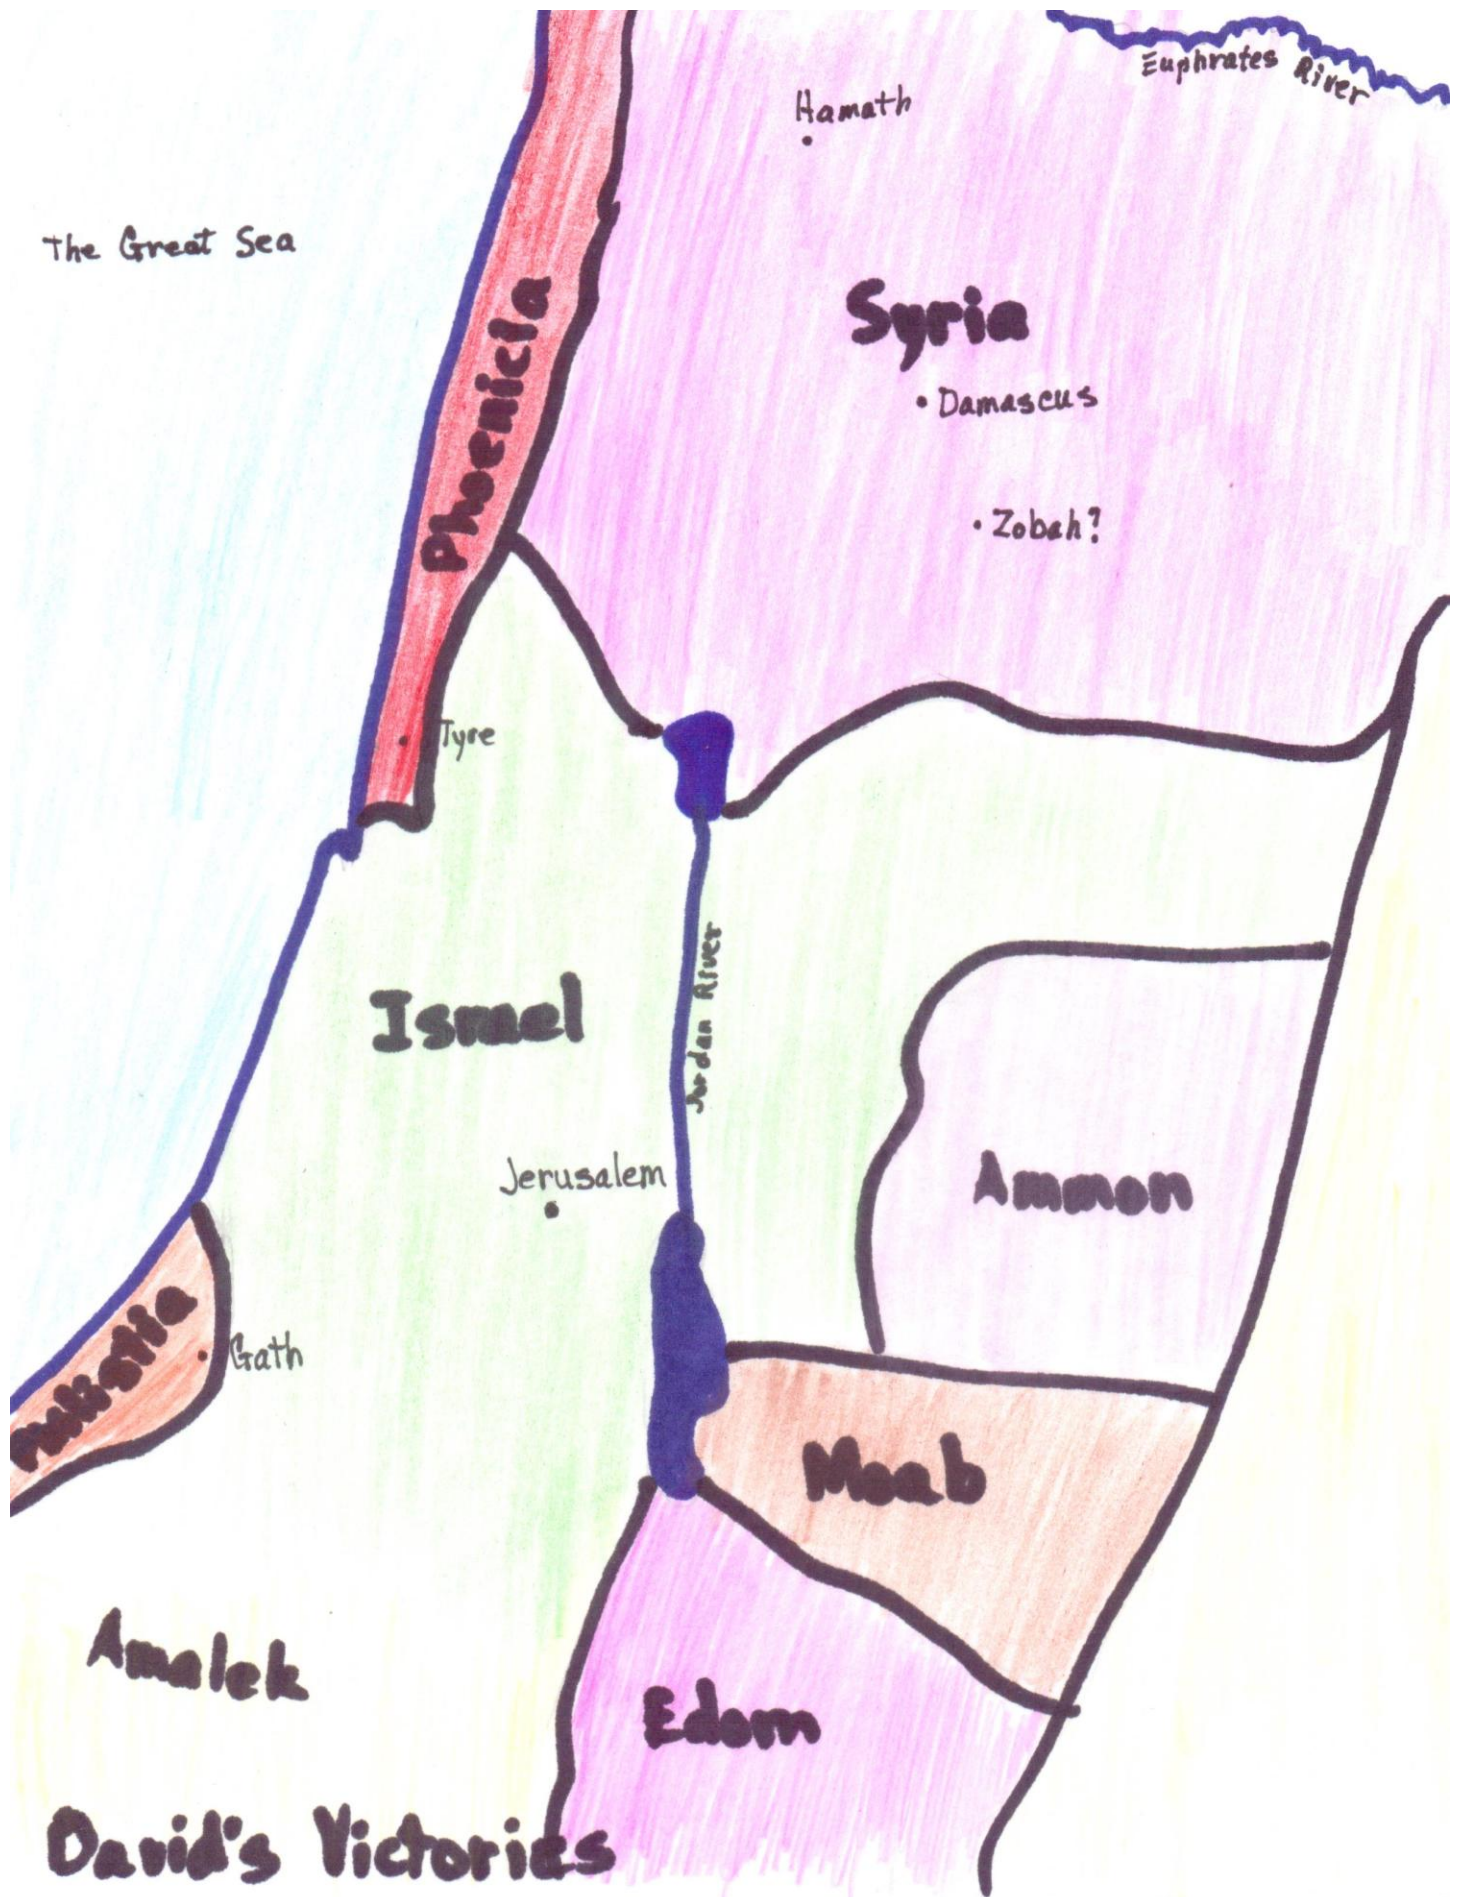 Euphrates River
Hamath
The Great Sea
Syria
Phoenicia
Damascus
Zobah?
Tyre
Jordan River
Israel
Jerusalem
Ammon
Philistia
Gath
Moab
Amalek
Edom
David's Victories